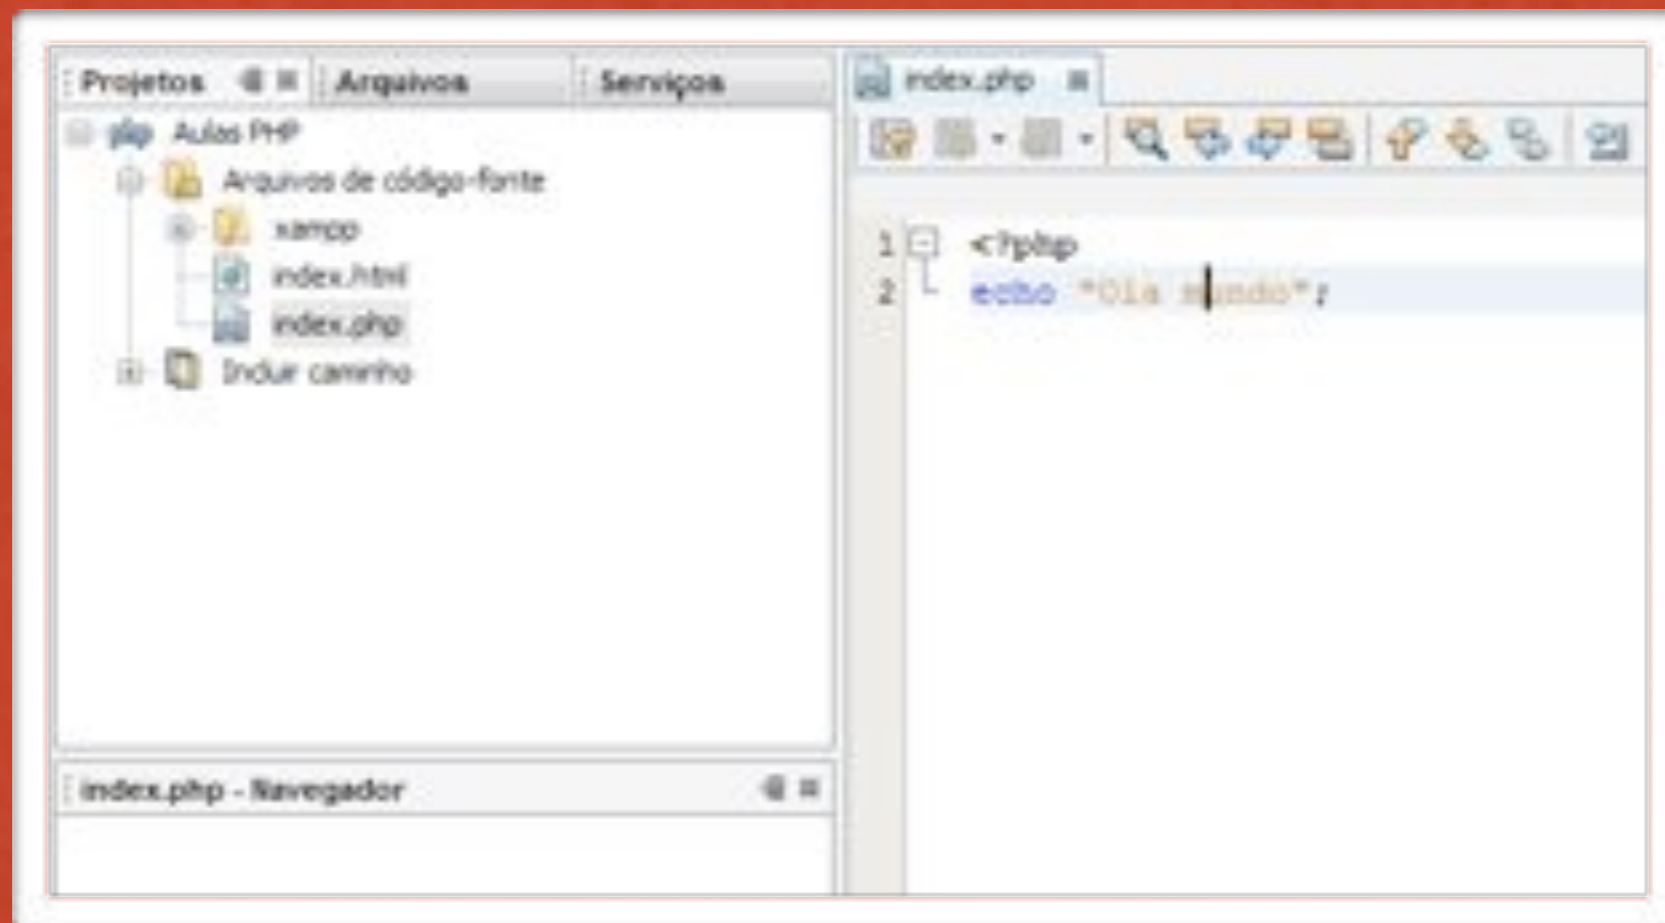 Projetos
Arquivos
Serviços
php Aulas PHP
Arquivos de código-fonte
xampp
index.html
index.php
Incluir caminho
index.php - Navegador
index.php
1 <?php
2 echo "Ola mundo";